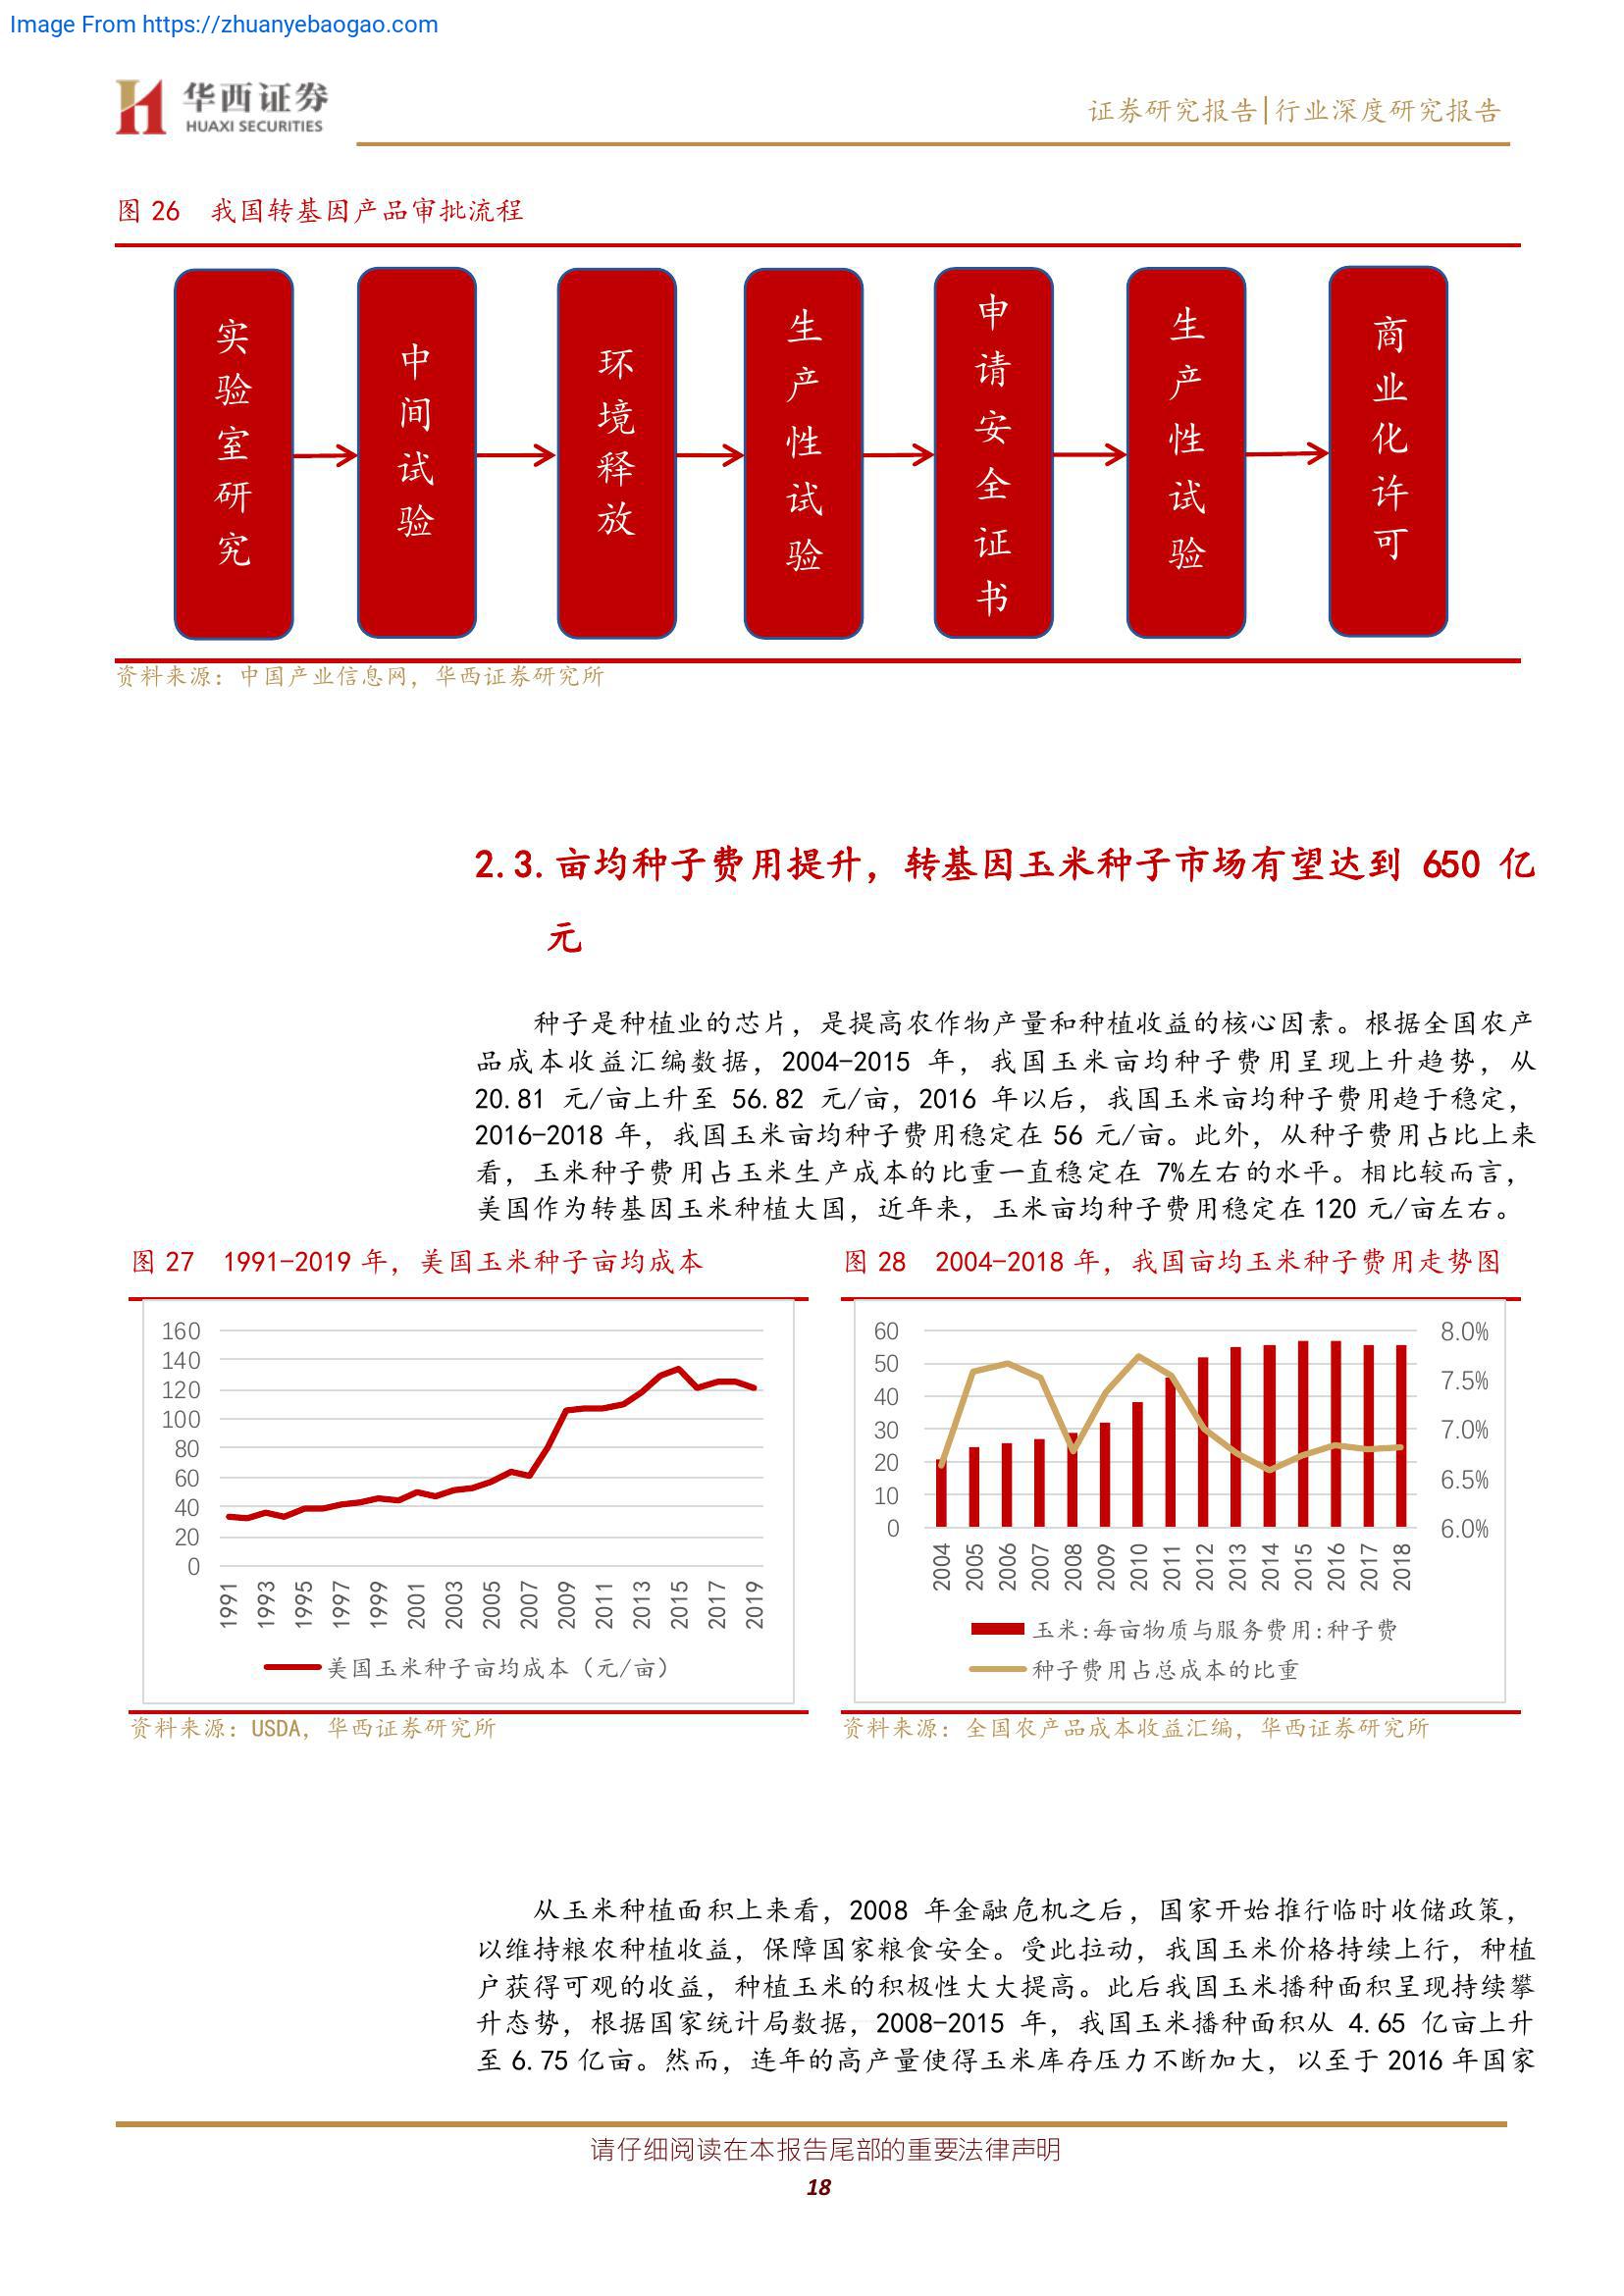 Image From https://zhuanyebaogao.com
华西证券
HUAXI SECURITIES
证券研究报告|行业深度研究报告
图 26 我国转基因产品审批流程
实验室研究
中间试验
环境释放
生产性试验
申请安全证书
生产性试验
商业化许可
资料来源：中国产业信息网，华西证券研究所
2.3. 亩均种子费用提升，转基因玉米种子市场有望达到 650 亿
元
种子是种植业的芯片，是提高农作物产量和种植收益的核心因素。根据全国农产
品成本收益汇编数据，2004-2015 年，我国玉米亩均种子费用呈现上升趋势，从
20.81 元/亩上升至 56.82 元/亩，2016 年以后，我国玉米亩均种子费用趋于稳定，
2016-2018 年，我国玉米亩均种子费用稳定在 56 元/亩。此外，从种子费用占比上来
看，玉米种子费用占玉米生产成本的比重一直稳定在 7%左右的水平。相比较而言，
美国作为转基因玉米种植大国，近年来，玉米亩均种子费用稳定在 120 元/亩左右。
图 27 1991-2019 年，美国玉米种子亩均成本
160
140
120
100
80
60
40
20
0
1991 1993 1995 1997 1999 2001 2003 2005 2007 2009 2011 2013 2015 2017 2019
美国玉米种子亩均成本（元/亩）
资料来源：USDA，华西证券研究所
图 28 2004-2018 年，我国亩均玉米种子费用走势图
60
50
40
30
20
10
0
8.0%
7.5%
7.0%
6.5%
6.0%
2004 2005 2006 2007 2008 2009 2010 2011 2012 2013 2014 2015 2016 2017 2018
玉米:每亩物质与服务费用:种子费
种子费用占总成本的比重
资料来源：全国农产品成本收益汇编，华西证券研究所
从玉米种植面积上来看，2008 年金融危机之后，国家开始推行临时收储政策，
以维持粮农种植收益，保障国家粮食安全。受此拉动，我国玉米价格持续上行，种植
户获得可观的收益，种植玉米的积极性大大提高。此后我国玉米播种面积呈现持续攀
升态势，根据国家统计局数据，2008-2015 年，我国玉米播种面积从 4.65 亿亩上升
至 6.75 亿亩。然而，连年的高产量使得玉米库存压力不断加大，以至于 2016 年国家
请仔细阅读在本报告尾部的重要法律声明
18